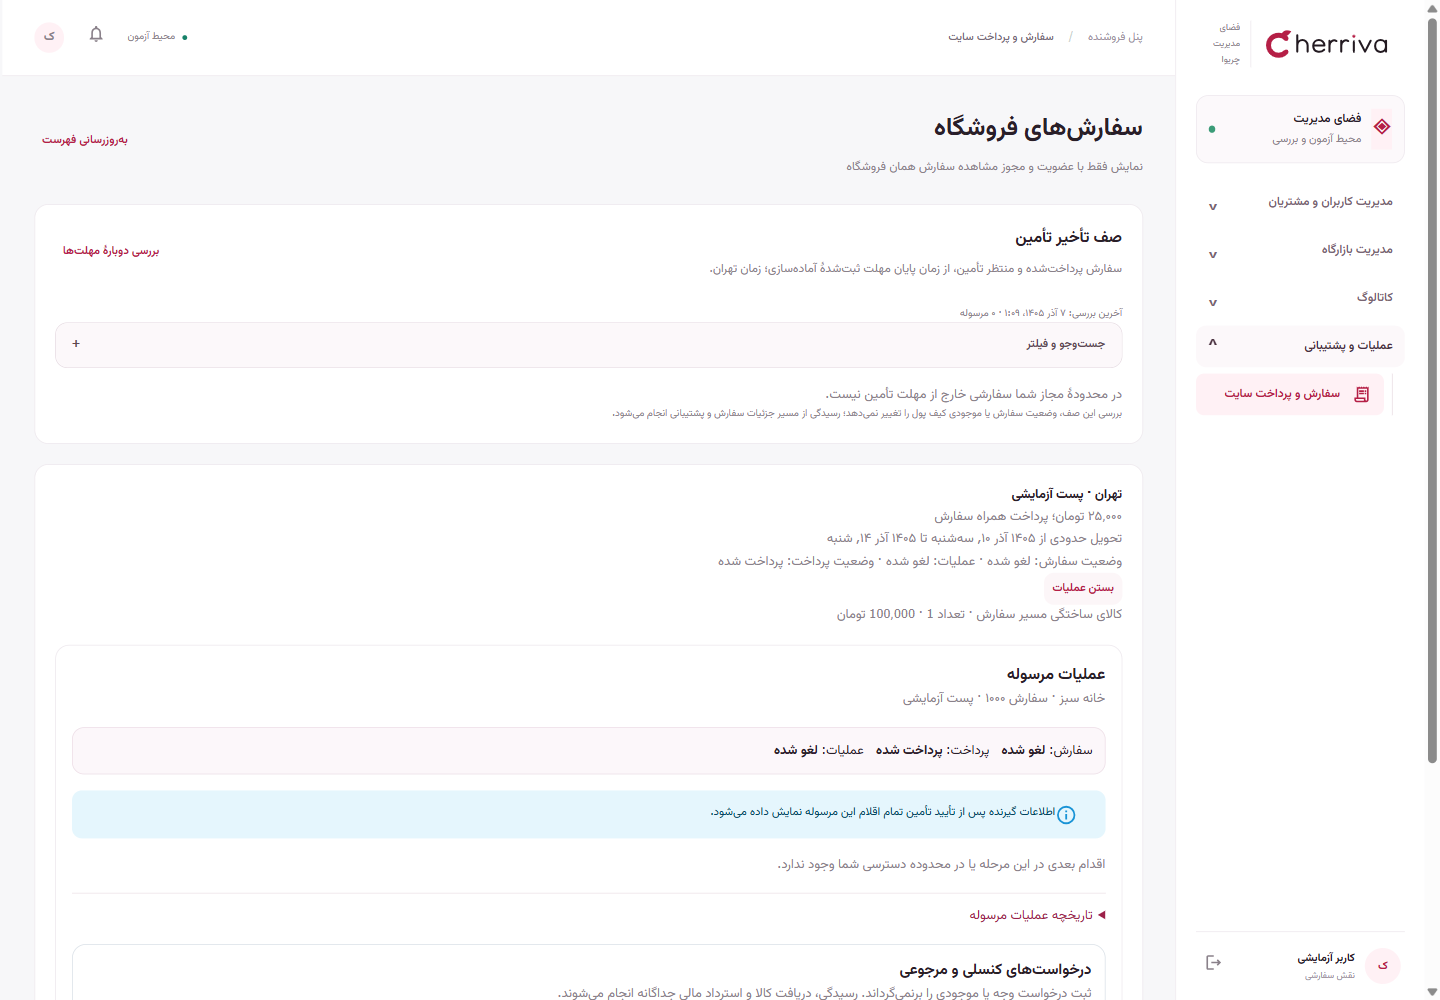 Cherriva
فضای
مدیریت
چریوا
فضای مدیریت
محیط آزمون و بررسی
مدیریت کاربران و مشتریان
مدیریت بازارگاه
کاتالوگ
عملیات و پشتیبانی
سفارش و پرداخت سایت
کاربر آزمایشی
نقش سفارشی
ک
پنل فروشنده / سفارش و پرداخت سایت
محیط آزمون
ک
سفارش‌های فروشگاه
نمایش فقط با عضویت و مجوز مشاهده سفارش همان فروشگاه
به‌روزرسانی فهرست
صف تأخیر تأمین
سفارش پرداخت‌شده و منتظر تأمین، از زمان پایان مهلت ثبت‌شدهٔ آماده‌سازی؛ زمان تهران.
بررسی دوبارهٔ مهلت‌ها
آخرین بررسی: ۷ آذر ۱۴۰۵، ۱:۰۹ · ۰ مرسوله
جست‌وجو و فیلتر +
در محدودهٔ مجاز شما سفارشی خارج از مهلت تأمین نیست.
بررسی این صف، وضعیت سفارش یا موجودی کیف پول را تغییر نمی‌دهد؛ رسیدگی از مسیر جزئیات سفارش و پشتیبانی انجام می‌شود.
تهران · پست آزمایشی
۲۵٬۰۰۰ تومان؛ پرداخت همراه سفارش
تحویل حدودی از ۱۴۰۵ آذر ۱۰, سه‌شنبه تا ۱۴۰۵ آذر ۱۴, شنبه
وضعیت سفارش: لغو شده · عملیات: لغو شده · وضعیت پرداخت: پرداخت شده
بستن عملیات
کالای ساختگی مسیر سفارش · تعداد 1 · 100,000 تومان
عملیات مرسوله
خانه سبز · سفارش ۱۰۰۰ · پست آزمایشی
سفارش: لغو شده پرداخت: پرداخت شده عملیات: لغو شده
اطلاعات گیرنده پس از تأیید تأمین تمام اقلام این مرسوله نمایش داده می‌شود.
اقدام بعدی در این مرحله یا در محدوده دسترسی شما وجود ندارد.
تاریخچه عملیات مرسوله
درخواست‌های کنسلی و مرجوعی
ثبت درخواست وجه یا موجودی را برنمی‌گرداند. رسیدگی، دریافت کالا و استرداد مالی جداگانه انجام می‌شوند.